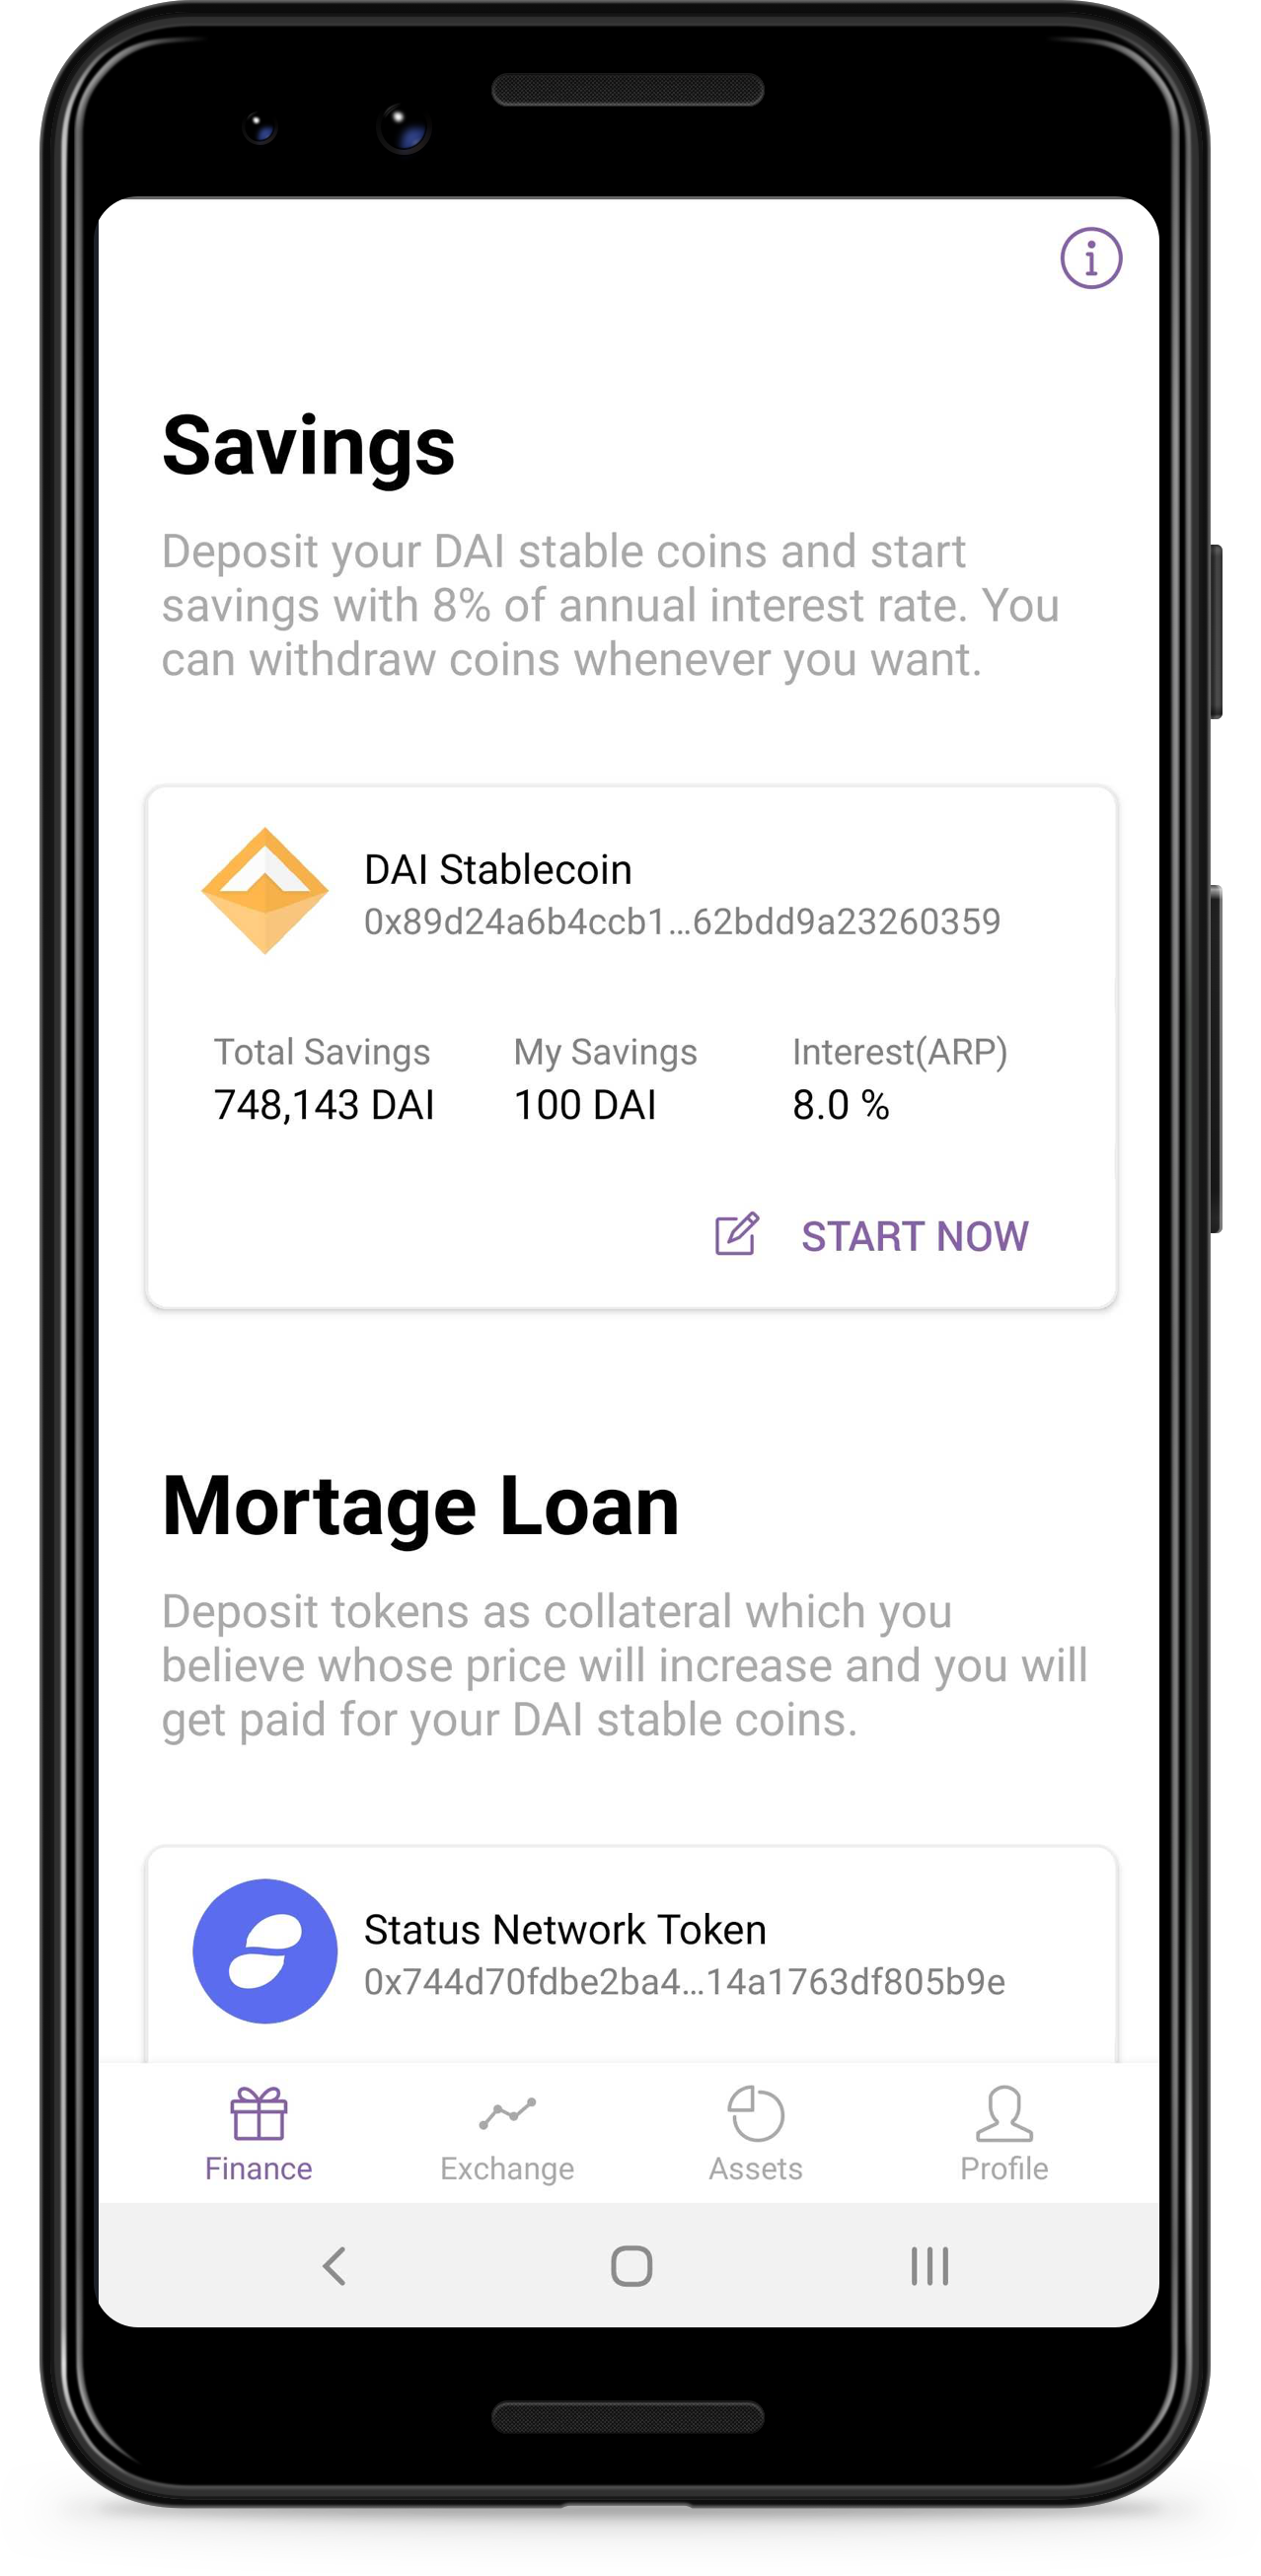 Savings
Deposit your DAI stable coins and start
savings with 8% of annual interest rate. You
can withdraw coins whenever you want.
DAI Stablecoin
0x89d24a6b4ccb1...62bdd9a23260359
Total Savings My Savings Interest(ARP)
748,143 DAI 100 DAI 8.0 %
START NOW
Mortage Loan
Deposit tokens as collateral which you
believe whose price will increase and you will
get paid for your DAI stable coins.
Status Network Token
0x744d70fdbe2ba4...14a1763df805b9e
Finance Exchange Assets Profile